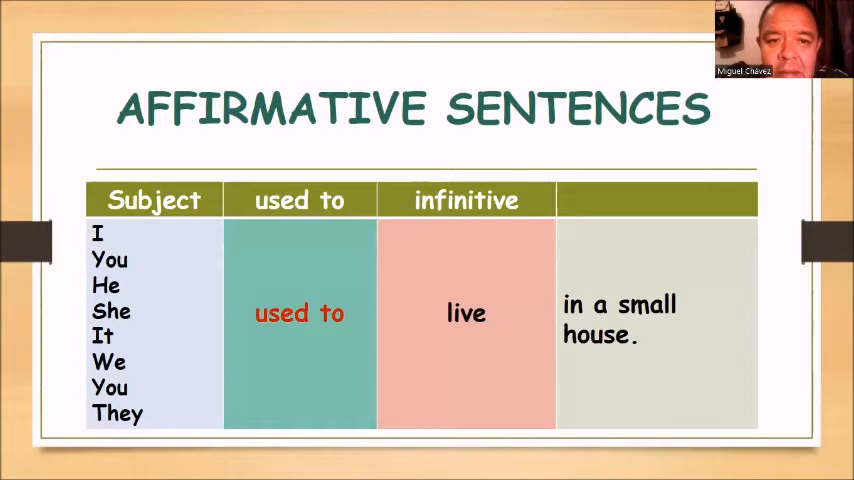 Miguel Chávez
AFFIRMATIVE SENTENCES
Subject used to infinitive
I
You
He
She
It
We
You
They
used to
live
in a small
house.